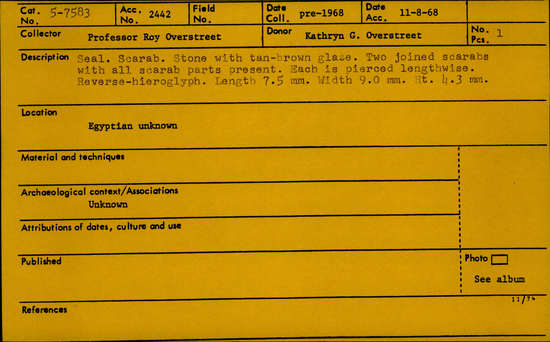 Cat. No. 5-7583 Acc. No. 2442 Field No. Date Coll. pre-1968 Date Acc. 11-8-68
Collector Professor Roy Overstreet Donor Kathryn G. Overstreet No. Pcs. 1
Description Seal. Scarab. Stone with tan-brown glaze. Two joined scarabs
with all scarab parts present. Each is pierced lengthwise.
Reverse-hieroglyph. Length 7.5 mm. Width 9.0 mm. Ht. 4.3 mm.
Location
Egyptian unknown
Material and techniques
Archaeological context/Associations
Unknown
Attributions of dates, culture and use
Published
Photo
See album
11/76
References